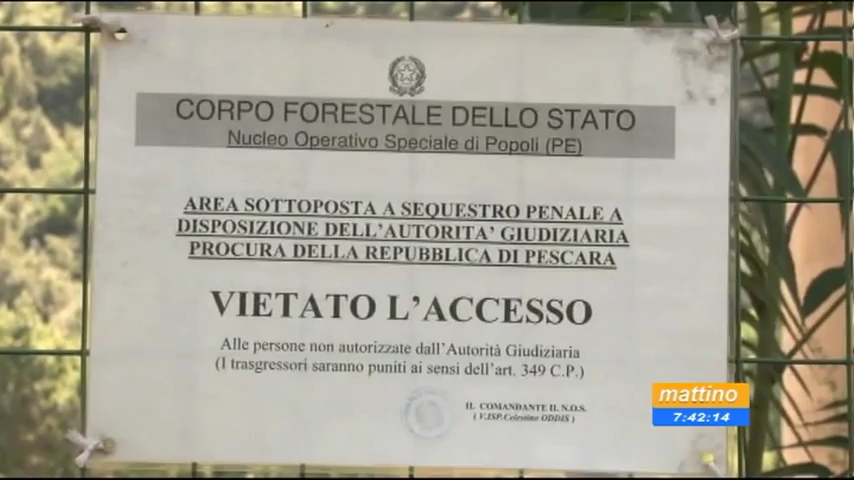 CORPO FORESTALE DELLO STATO
Nucleo Operativo Speciale di Popoli (PE)
AREA SOTTOPOSTA A SEQUESTRO PENALE A
DISPOSIZIONE DELL'AUTORITA' GIUDIZIARIA
PROCURA DELLA REPUBBLICA DI PESCARA
VIETATO L'ACCESSO
Alle persone non autorizzate dall'Autorità Giudiziaria
(I trasgressori saranno puniti ai sensi dell'art. 349 C.P.)
IL COMANDANTE IL N.O.S.
( V.ISP.Celestino ODDIS )
mattino
7:42:14